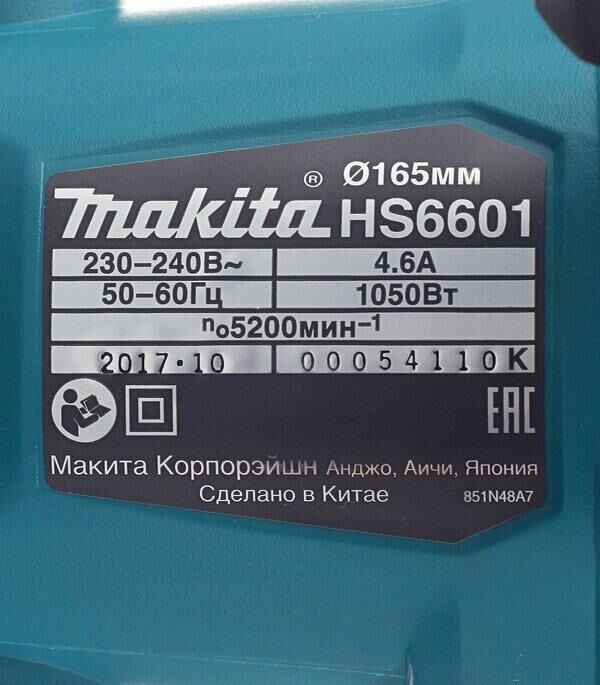 Ø165мм
makita® HS6601
230–240В~ 4.6А
50–60Гц 1050Вт
n₀5200мин⁻¹
2017·10 00054110K
EAC
Макита Корпорэйшн Анджо, Аичи, Япония
Сделано в Китае 851N48A7